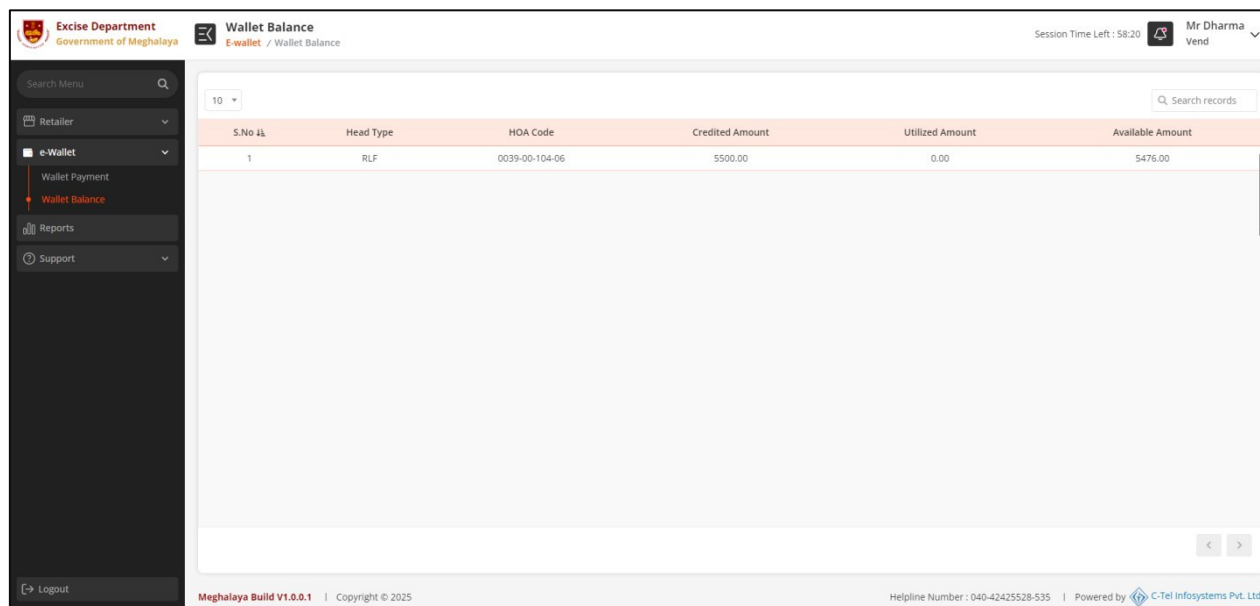 Excise Department
Government of Meghalaya
Wallet Balance
E-wallet / Wallet Balance
Session Time Left : 58:20
Mr Dharma
Vend
Search Menu
Retailer
e-Wallet
Wallet Payment
Wallet Balance
Reports
Support
Logout
10
Search records
S.No Head Type HOA Code Credited Amount Utilized Amount Available Amount
1 RLF 0039-00-104-06 5500.00 0.00 5476.00
Meghalaya Build V1.0.0.1 | Copyright © 2025
Helpline Number : 040-42425528-535 | Powered by C-Tel Infosystems Pvt. Ltd